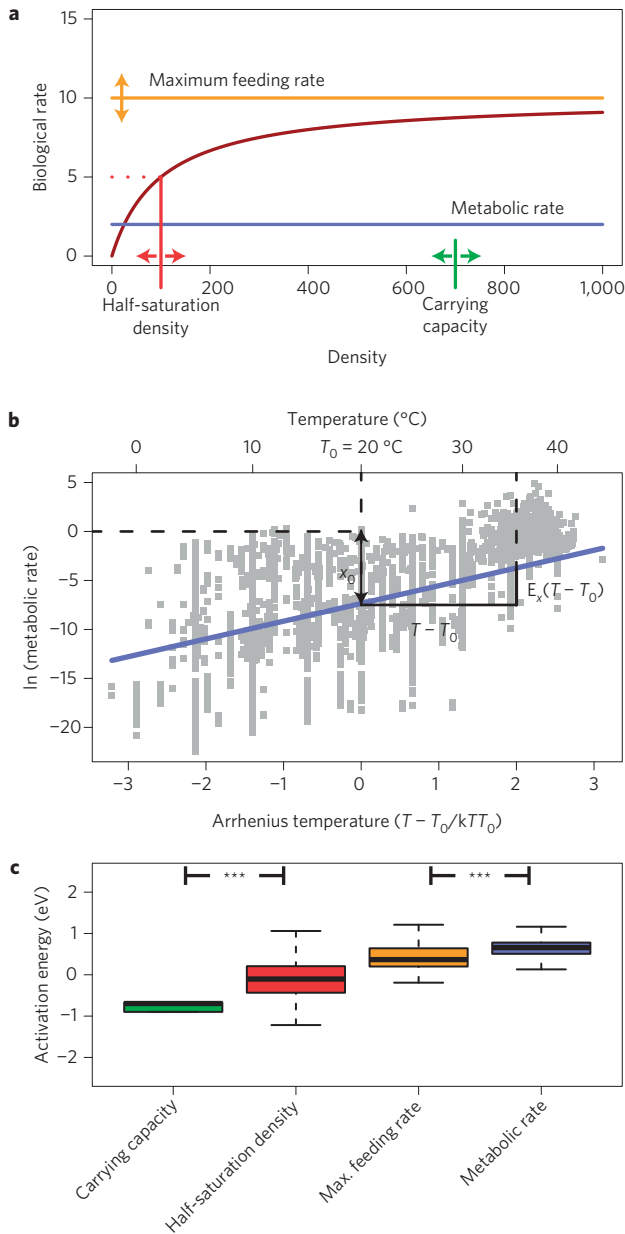 a
15
10
5
0
Biological rate
Maximum feeding rate
Metabolic rate
0
200
400
600
800
1,000
Half-saturation
density
Carrying
capacity
Density
b
Temperature (°C)
0
10
T0 = 20 °C
30
40
5
0
−5
−10
−15
−20
ln (metabolic rate)
x0
T − T0
Ex(T − T0)
−3
−2
−1
0
1
2
3
Arrhenius temperature (T − T0/kTT0)
c
2
1
0
−1
−2
Activation energy (eV)
***
***
Carrying capacity
Half-saturation density
Max. feeding rate
Metabolic rate